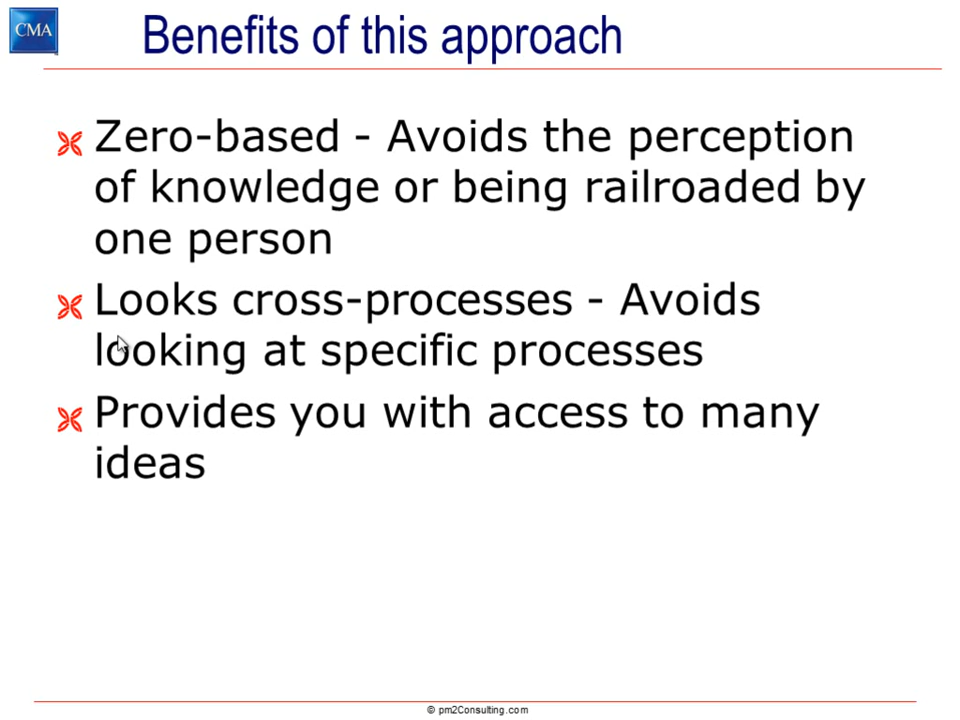 CMA
Benefits of this approach
Zero-based - Avoids the perception
of knowledge or being railroaded by
one person
Looks cross-processes - Avoids
looking at specific processes
Provides you with access to many
ideas
© pm2Consulting.com